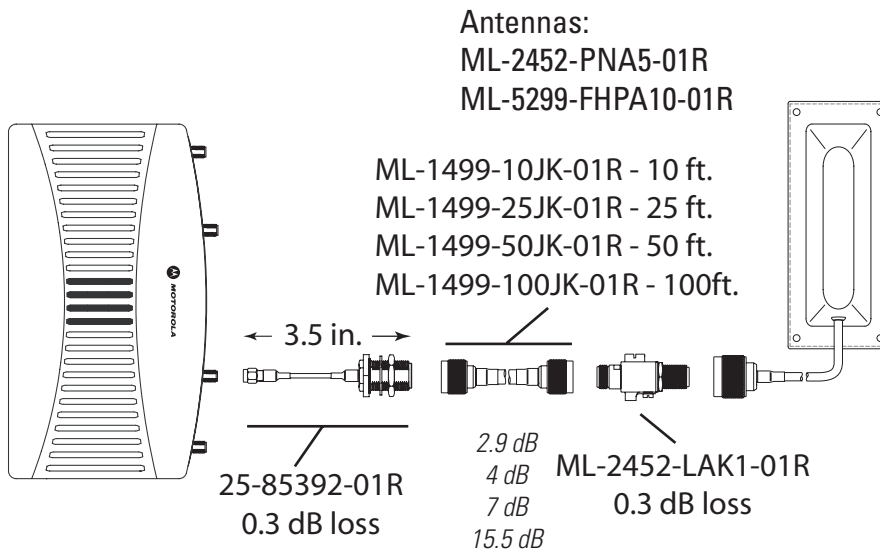 Antennas:
ML-2452-PNA5-01R
ML-5299-FHPA10-01R
ML-1499-10JK-01R - 10 ft.
ML-1499-25JK-01R - 25 ft.
ML-1499-50JK-01R - 50 ft.
ML-1499-100JK-01R - 100ft.
MOTOROLA
3.5 in.
25-85392-01R
0.3 dB loss
2.9 dB
4 dB
7 dB
15.5 dB
ML-2452-LAK1-01R
0.3 dB loss